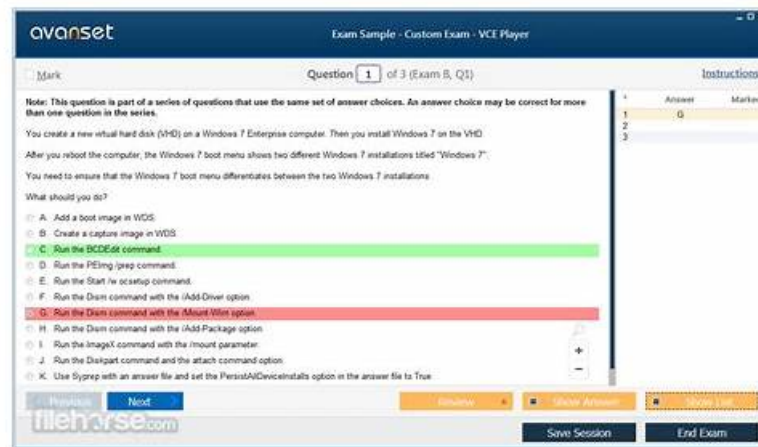 avanset
Exam Sample - Custom Exam - VCE Player
Mark
Question 1 of 3 (Exam B, Q1)
Instructions
Note: This question is part of a series of questions that use the same set of answer choices. An answer choice may be correct for more
than one question in the series.
You create a new virtual hard disk (VHD) on a Windows 7 Enterprise computer. Then you install Windows 7 on the VHD
After you reboot the computer, the Windows 7 boot menu shows two different Windows 7 installations titled "Windows 7".
You need to ensure that the Windows 7 boot menu differentiates between the two Windows 7 installations
What should you do?
A. Add a boot image in WDS.
B. Create a capture image in WDS.
C. Run the BCDEdit command.
D. Run the PEImg /prep command.
E. Run the Start /w ocsetup command.
F. Run the Dism command with the /Add-Driver option.
G. Run the Dism command with the /Mount-Wim option.
H. Run the Dism command with the /Add-Package option
I. Run the ImageX command with the /mount parameter.
J. Run the Diskpart command and the attach command option.
K. Use Syprep with an answer file and set the PersistAllDeviceInstalls option in the answer file to True
* Answer Marked
1 G
2
3
+
−
Previous
Next
Review
Show Answer
Show List
filehorse.com
Save Session
End Exam